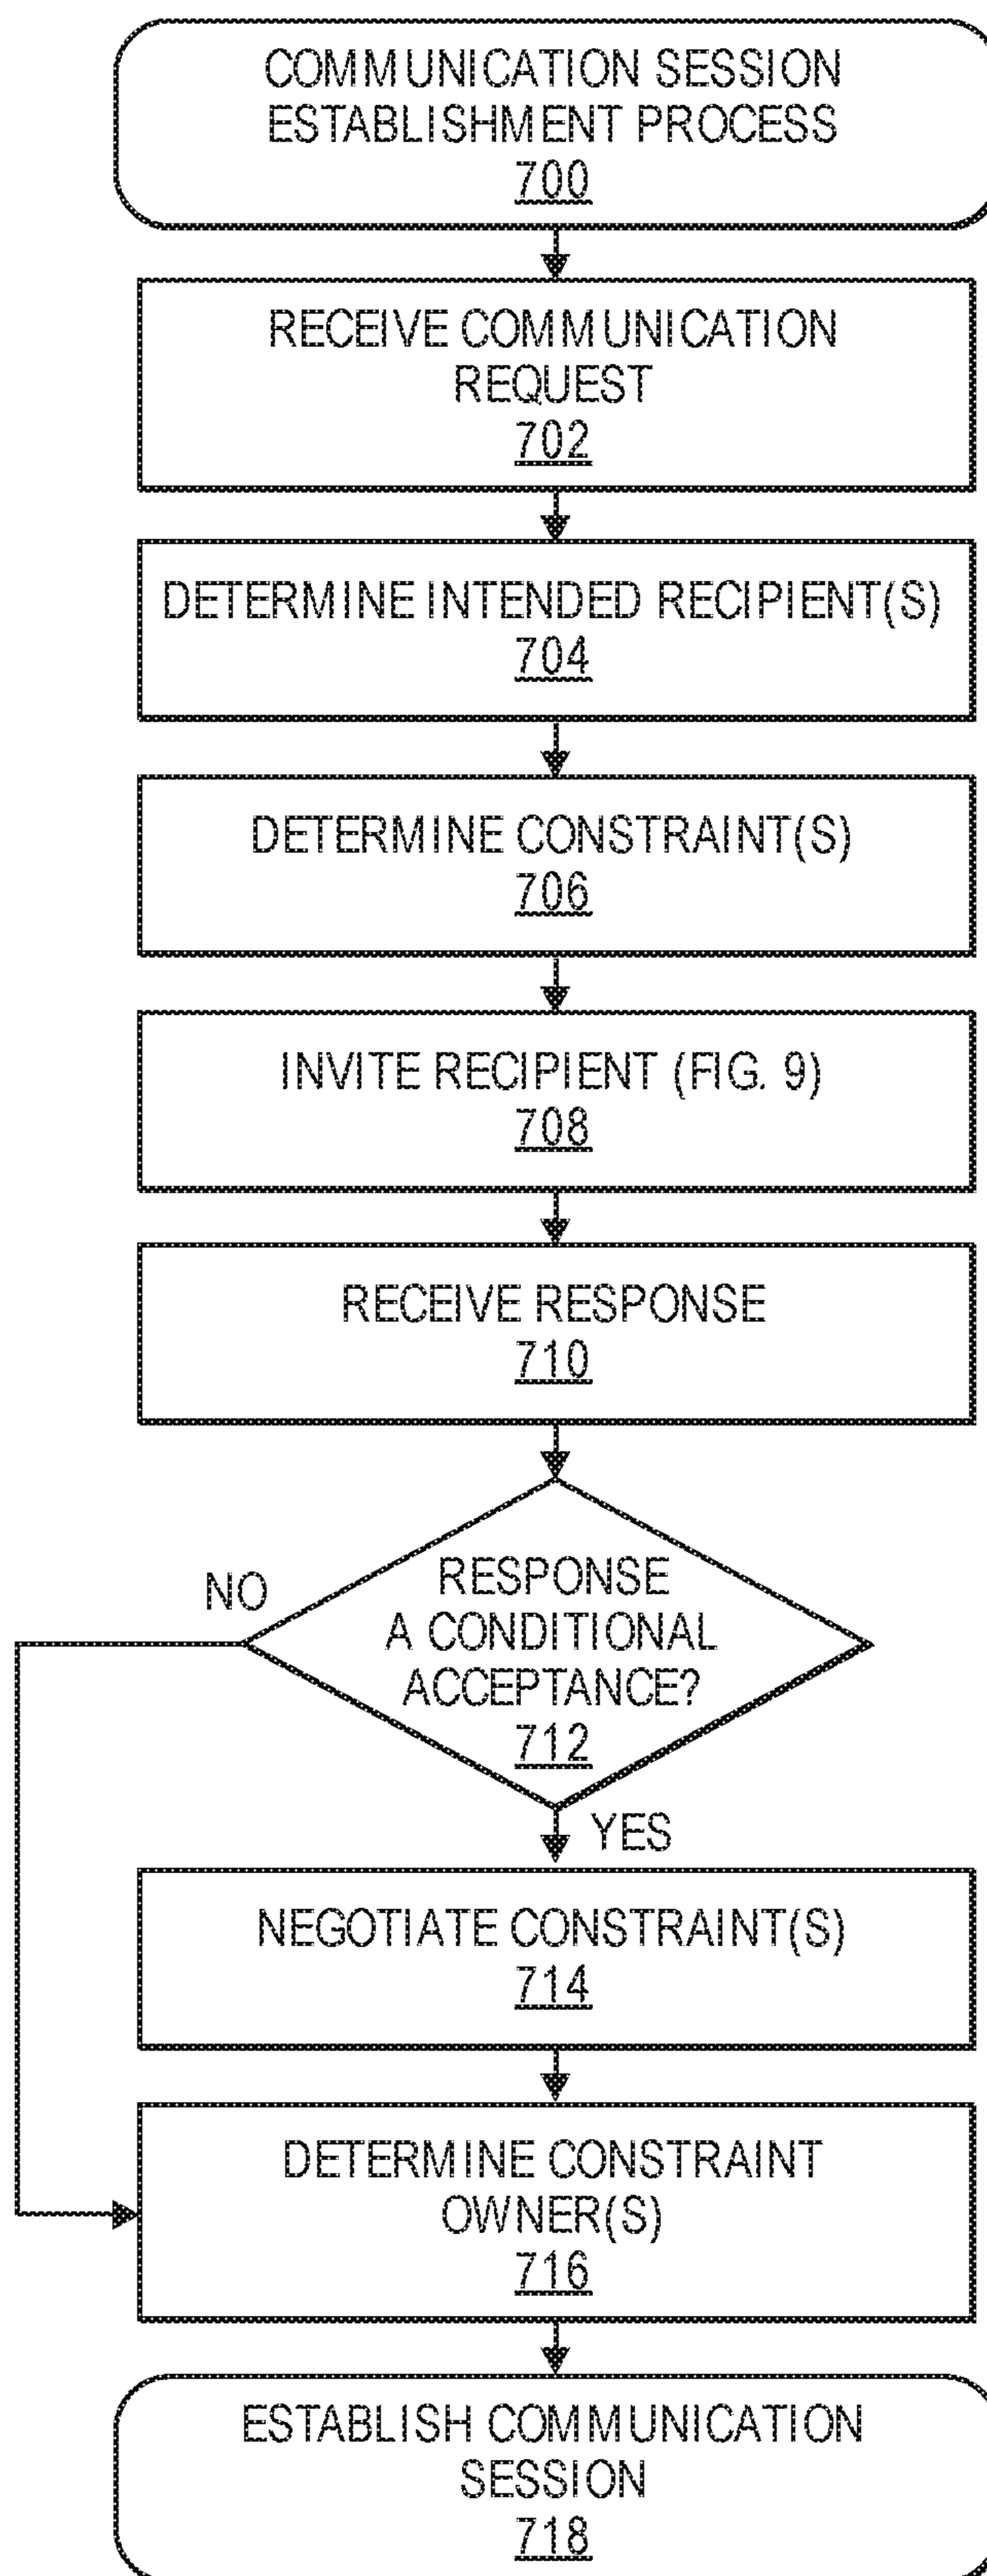 COMMUNICATION SESSION
ESTABLISHMENT PROCESS
700
RECEIVE COMMUNICATION
REQUEST
702
DETERMINE INTENDED RECIPIENT(S)
704
DETERMINE CONSTRAINT(S)
706
INVITE RECIPIENT (FIG. 9)
708
RECEIVE RESPONSE
710
NO
RESPONSE
A CONDITIONAL
ACCEPTANCE?
712
YES
NEGOTIATE CONSTRAINT(S)
714
DETERMINE CONSTRAINT
OWNER(S)
716
ESTABLISH COMMUNICATION
SESSION
718